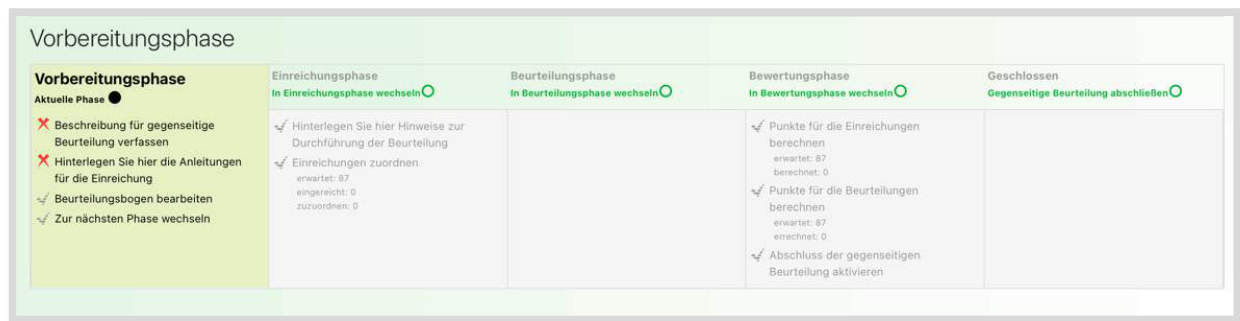 Vorbereitungsphase
Vorbereitungsphase
Aktuelle Phase
Beschreibung für gegenseitige
Beurteilung verfassen
Hinterlegen Sie hier die Anleitungen
für die Einreichung
Beurteilungsbogen bearbeiten
Zur nächsten Phase wechseln
Einreichungsphase
In Einreichungsphase wechseln
Hinterlegen Sie hier Hinweise zur
Durchführung der Beurteilung
Einreichungen zuordnen
erwartet: 87
eingereicht: 0
zuzuordnen: 0
Beurteilungsphase
In Beurteilungsphase wechseln
Bewertungsphase
In Bewertungsphase wechseln
Punkte für die Einreichungen
berechnen
erwartet: 87
berechnet: 0
Punkte für die Beurteilungen
berechnen
erwartet: 87
errechnet: 0
Abschluss der gegenseitigen
Beurteilung aktivieren
Geschlossen
Gegenseitige Beurteilung abschließen